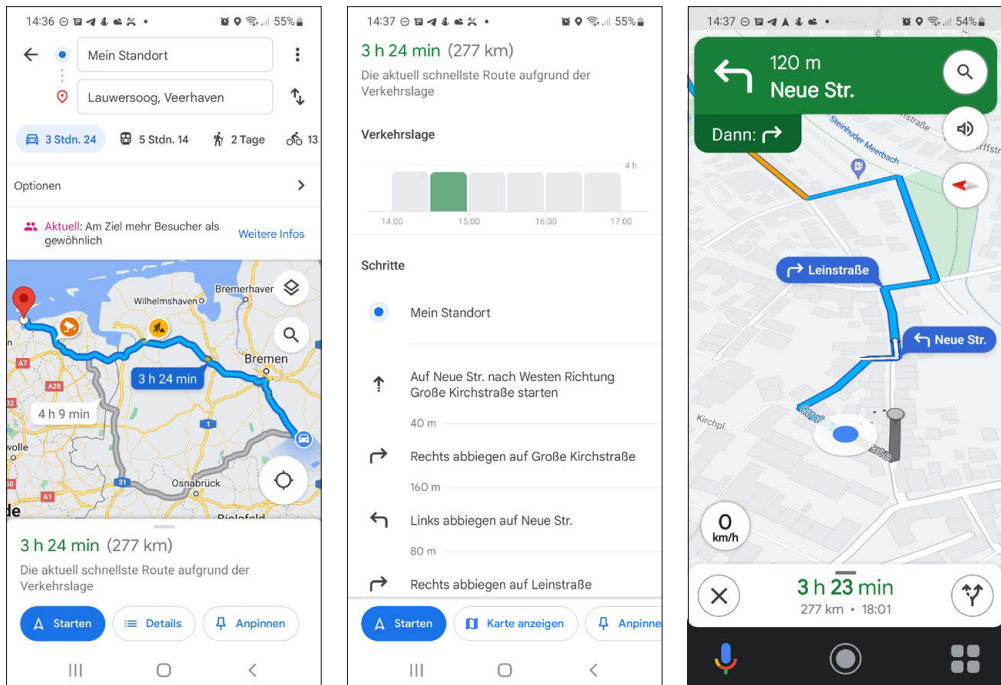 14:36
55%
Mein Standort
Lauwersoog, Veerhaven
3 Stdn. 24
5 Stdn. 14
2 Tage
13
Optionen
Aktuell: Am Ziel mehr Besucher als
gewöhnlich
Weitere Infos
Bremerhaver
Wilhelmshaven
Bremen
3 h 24 min
A7
A28
4 h 9 min
1
31
Osnabrück
A1
Bielefeld
3 h 24 min (277 km)
Die aktuell schnellste Route aufgrund der
Verkehrslage
Starten
Details
Anpinnen
14:37
55%
3 h 24 min (277 km)
Die aktuell schnellste Route aufgrund der
Verkehrslage
Verkehrslage
4 h
14:00
15:00
16:00
17:00
Schritte
Mein Standort
Auf Neue Str. nach Westen Richtung
Große Kirchstraße starten
40 m
Rechts abbiegen auf Große Kirchstraße
160 m
Links abbiegen auf Neue Str.
80 m
Rechts abbiegen auf Leinstraße
Starten
Karte anzeigen
Anpinne
14:37
54%
120 m
Neue Str.
Dann:
Steinhuder Meerbach
Leinstraße
Neue Str.
Kirchpl.
0
km/h
3 h 23 min
277 km • 18:01